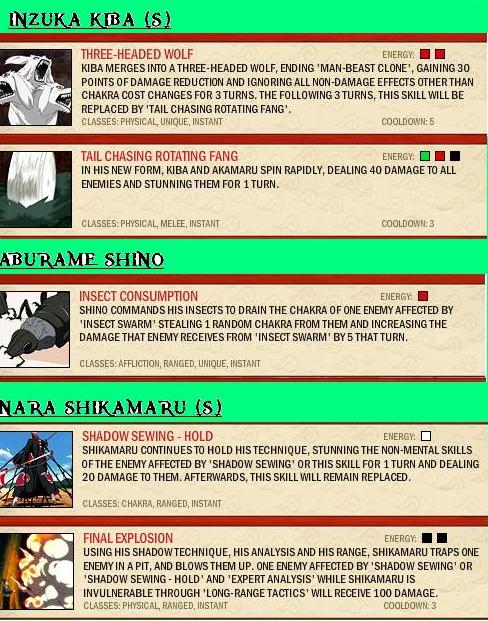 INZUKA KIBA (S)
THREE-HEADED WOLF
ENERGY:
KIBA MERGES INTO A THREE-HEADED WOLF, ENDING 'MAN-BEAST CLONE', GAINING 30
POINTS OF DAMAGE REDUCTION AND IGNORING ALL NON-DAMAGE EFFECTS OTHER THAN
CHAKRA COST CHANGES FOR 3 TURNS. THE FOLLOWING 3 TURNS, THIS SKILL WILL BE
REPLACED BY 'TAIL CHASING ROTATING FANG'.
CLASSES: PHYSICAL, UNIQUE, INSTANT
COOLDOWN: 5
TAIL CHASING ROTATING FANG
ENERGY:
IN HIS NEW FORM, KIBA AND AKAMARU SPIN RAPIDLY, DEALING 40 DAMAGE TO ALL
ENEMIES AND STUNNING THEM FOR 1 TURN.
CLASSES: PHYSICAL, MELEE, INSTANT
COOLDOWN: 3
ABURAME SHINO
INSECT CONSUMPTION
ENERGY:
SHINO COMMANDS HIS INSECTS TO DRAIN THE CHAKRA OF ONE ENEMY AFFECTED BY
'INSECT SWARM' STEALING 1 RANDOM CHAKRA FROM THEM AND INCREASING THE
DAMAGE THAT ENEMY RECEIVES FROM 'INSECT SWARM' BY 5 THAT TURN.
CLASSES: AFFLICTION, RANGED, UNIQUE, INSTANT
NARA SHIKAMARU (S)
SHADOW SEWING - HOLD
ENERGY:
SHIKAMARU CONTINUES TO HOLD HIS TECHNIQUE, STUNNING THE NON-MENTAL SKILLS
OF THE ENEMY AFFECTED BY 'SHADOW SEWING' OR THIS SKILL FOR 1 TURN AND DEALING
20 DAMAGE TO THEM. AFTERWARDS, THIS SKILL WILL REMAIN REPLACED.
CLASSES: CHAKRA, RANGED, INSTANT
FINAL EXPLOSION
ENERGY:
USING HIS SHADOW TECHNIQUE, HIS ANALYSIS AND HIS RANGE, SHIKAMARU TRAPS ONE
ENEMY IN A PIT, AND BLOWS THEM UP. ONE ENEMY AFFECTED BY 'SHADOW SEWING' OR
'SHADOW SEWING - HOLD' AND 'EXPERT ANALYSIS' WHILE SHIKAMARU IS
INVULNERABLE THROUGH 'LONG-RANGE TACTICS' WILL RECEIVE 100 DAMAGE.
CLASSES: PHYSICAL, RANGED, INSTANT
COOLDOWN: 3